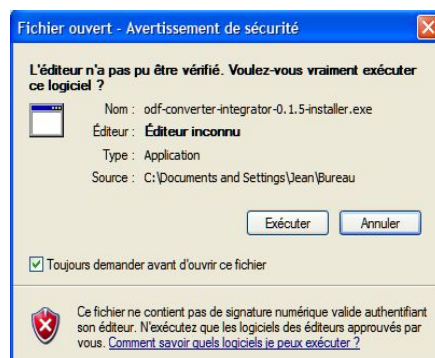 Fichier ouvert - Avertissement de sécurité
L'éditeur n'a pas pu être vérifié. Voulez-vous vraiment exécuter
ce logiciel ?
Nom : odf-converter-integrator-0.1.5-installer.exe
Éditeur : Éditeur inconnu
Type : Application
Source : C:\Documents and Settings\Jean\Bureau
Exécuter Annuler
Toujours demander avant d'ouvrir ce fichier
Ce fichier ne contient pas de signature numérique valide authentifiant
son éditeur. N'exécutez que les logiciels des éditeurs approuvés par
vous. Comment savoir quels logiciels je peux exécuter ?